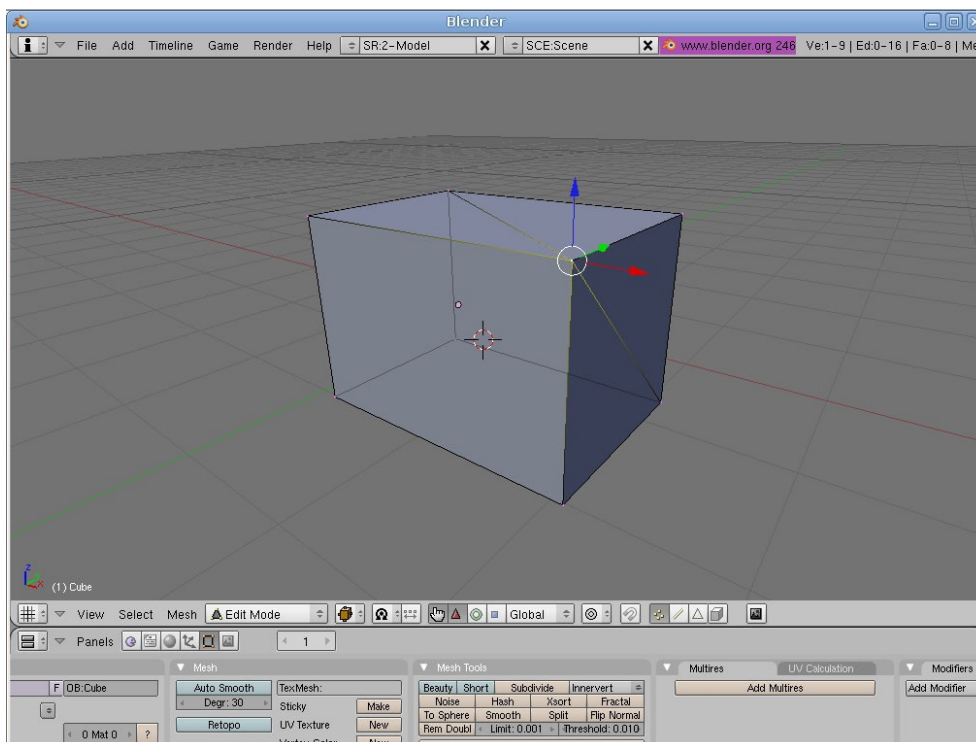 Blender
File Add Timeline Game Render Help SR:2-Model SCE:Scene www.blender.org 246 Ve:1-9 | Ed:0-16 | Fa:0-8 | Me
z
x
(1) Cube
View Select Mesh Edit Mode Global
Panels 1
Mesh Mesh Tools Multires UV Calculation Modifiers
F OB:Cube Auto Smooth TexMesh: Beauty Short Subdivide Innervert Add Multires Add Modifier
Degr: 30 Sticky Make Noise Hash Xsort Fractal
To Sphere Smooth Split Flip Normal
0 Mat 0 ? Retopo UV Texture New Rem Doubl Limit: 0.001 Threshold: 0.010